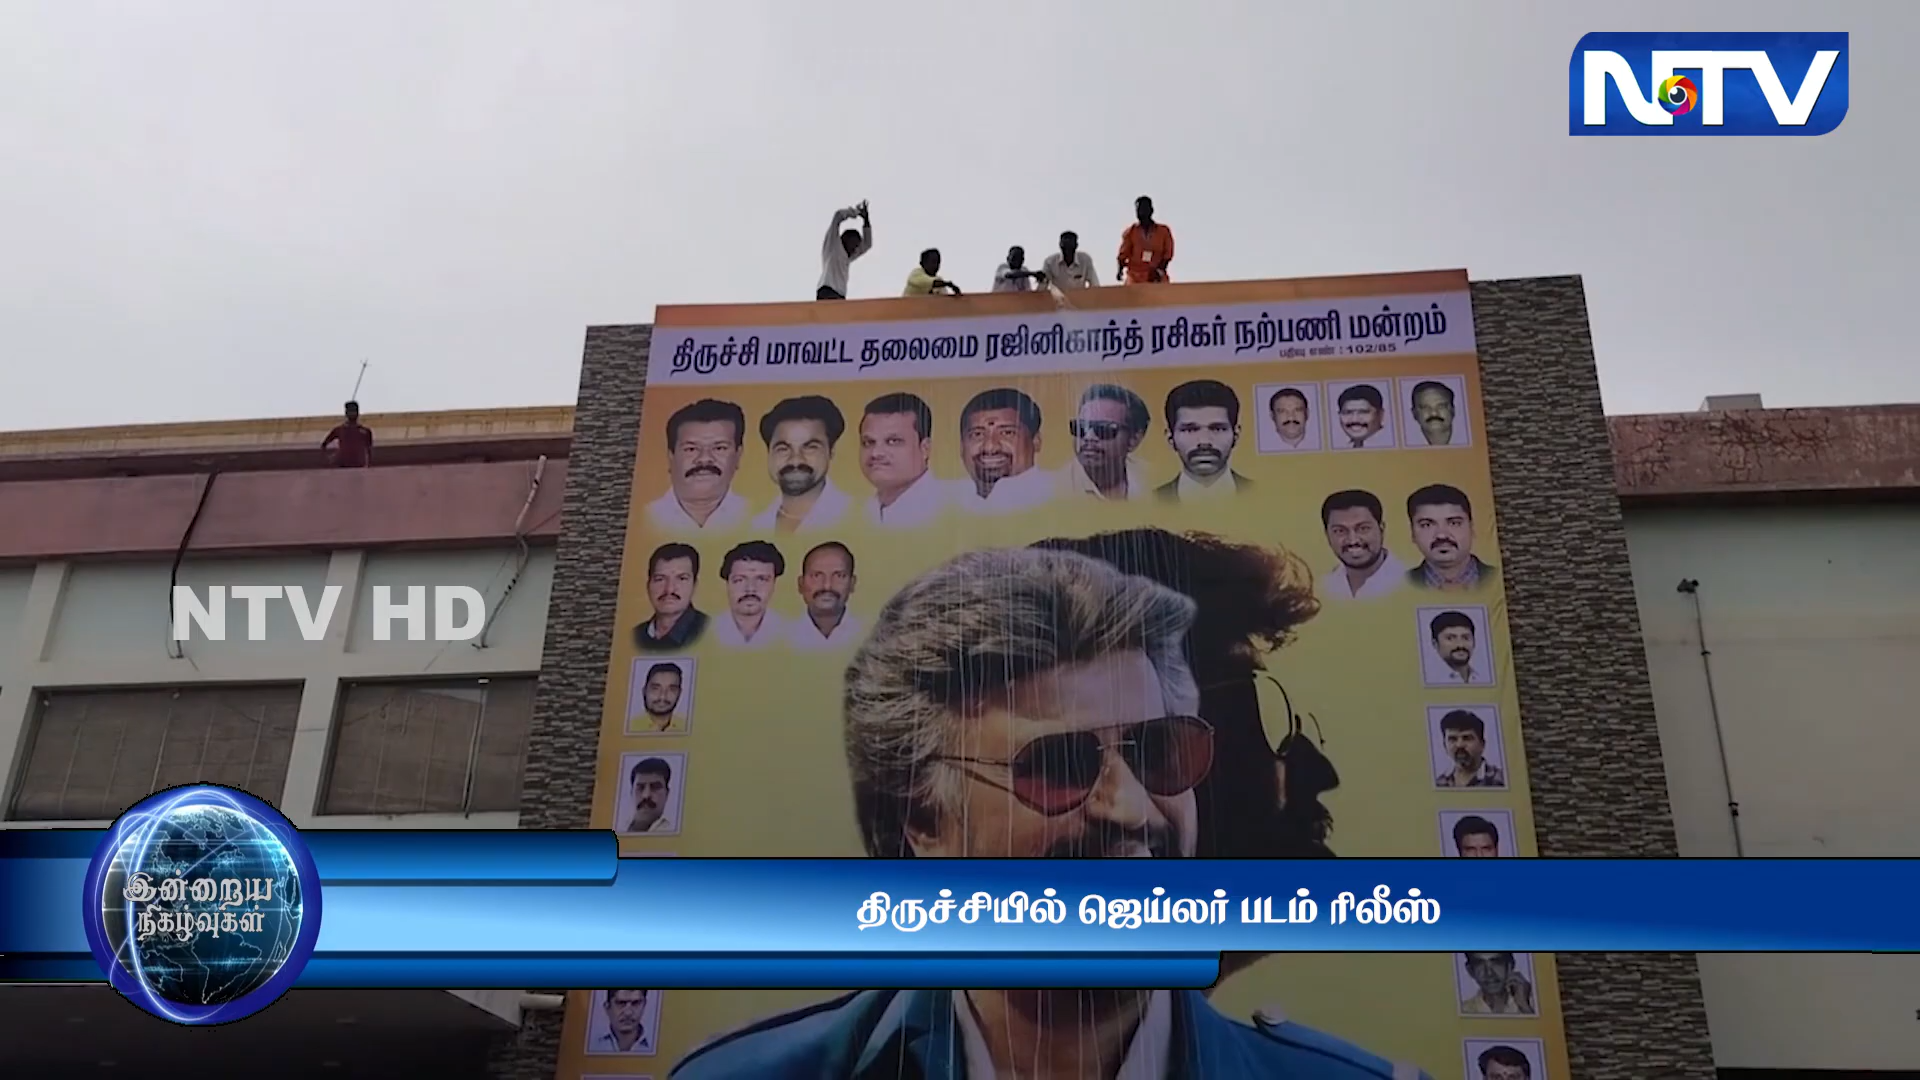 NTV
திருச்சி மாவட்ட தலைமை ரஜினிகாந்த் ரசிகர் நற்பணி மன்றம்
பதிவு எண் : 102/85
NTV HD
இன்றைய
நிகழ்வுகள்
திருச்சியில் ஜெய்லர் படம் ரிலீஸ்